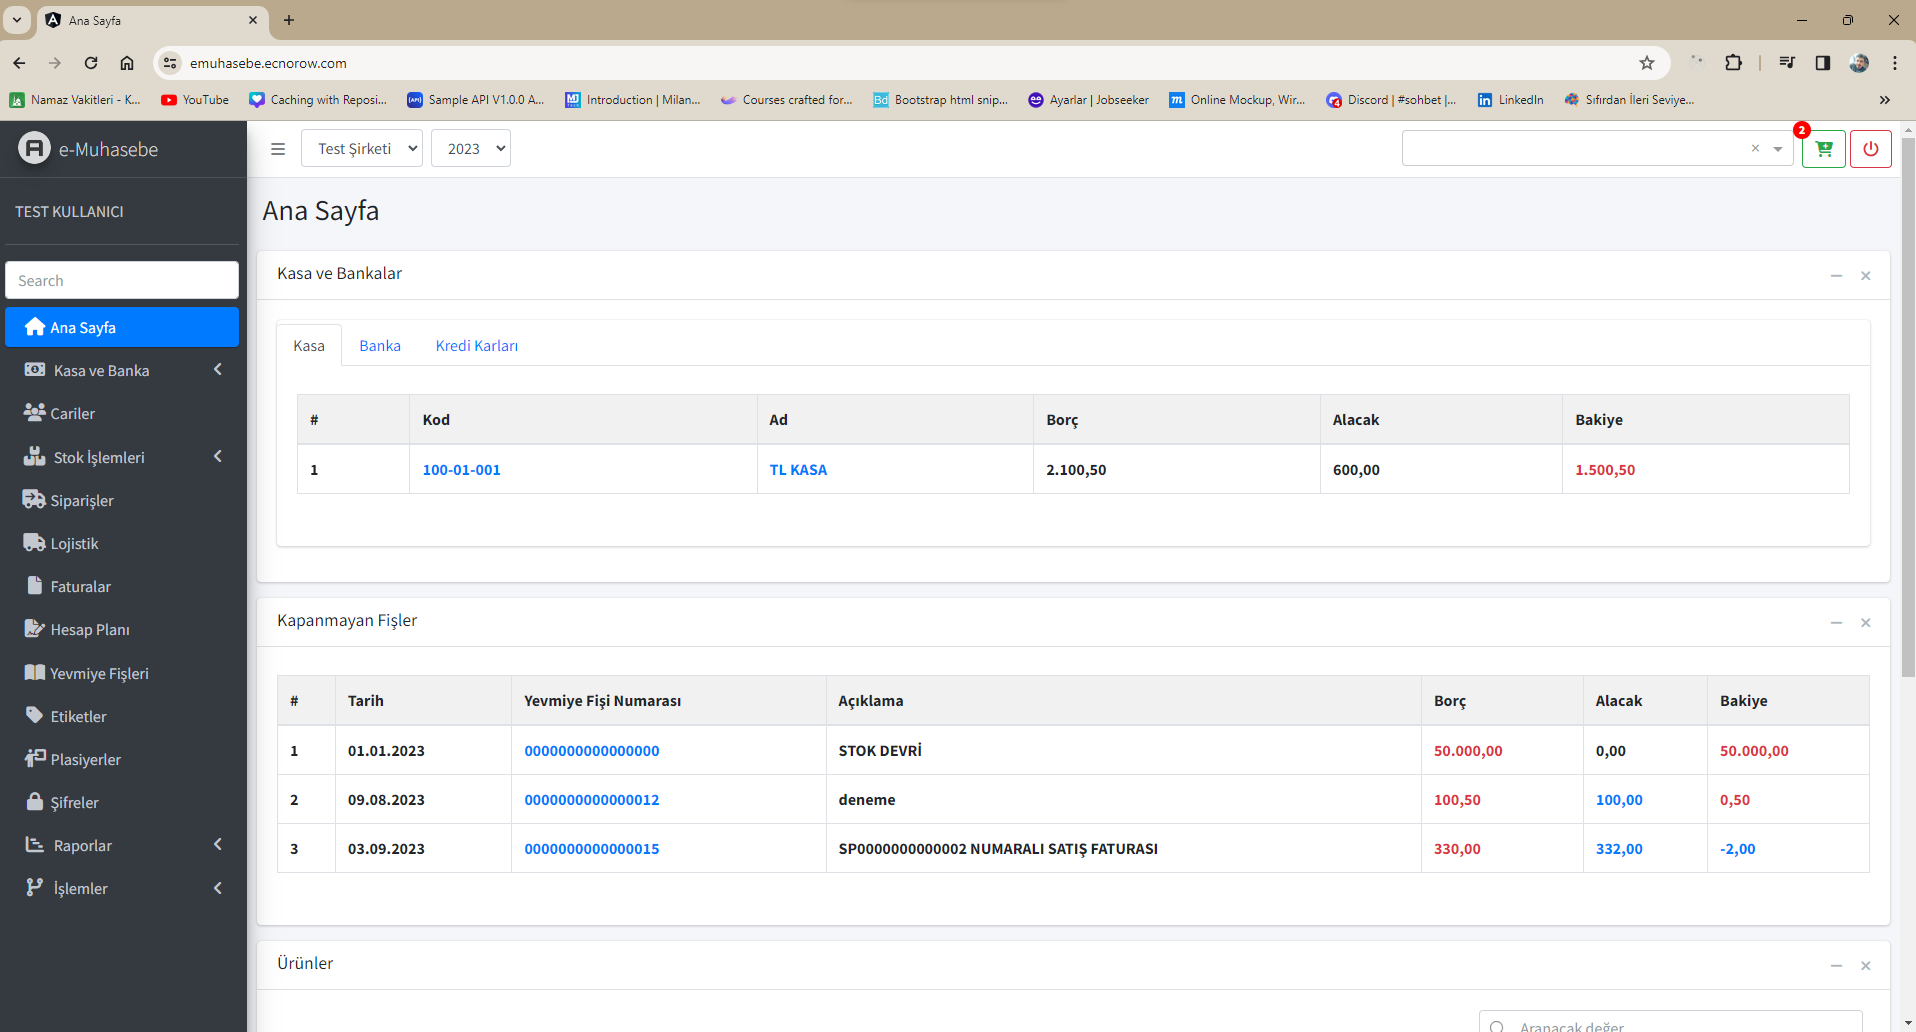 Ana Sayfa
emuhasebe.ecnorow.com
Namaz Vakitleri - K...
YouTube
Caching with Reposi...
Sample API V1.0.0 A...
Introduction | Milan...
Courses crafted for...
Bootstrap html snip...
Ayarlar | Jobseeker
Online Mockup, Wir...
Discord | #sohbet |...
LinkedIn
Sıfırdan İleri Seviye...
e-Muhasebe
Test Şirketi
2023
2
TEST KULLANICI
Search
Ana Sayfa
Kasa ve Banka
Cariler
Stok İşlemleri
Siparişler
Lojistik
Faturalar
Hesap Planı
Yevmiye Fişleri
Etiketler
Plasiyerler
Şifreler
Raporlar
İşlemler
Ana Sayfa
Kasa ve Bankalar
Kasa Banka Kredi Karları
# Kod Ad Borç Alacak Bakiye
1 100-01-001 TL KASA 2.100,50 600,00 1.500,50
Kapanmayan Fişler
# Tarih Yevmiye Fişi Numarası Açıklama Borç Alacak Bakiye
1 01.01.2023 0000000000000000 STOK DEVRİ 50.000,00 0,00 50.000,00
2 09.08.2023 0000000000000012 deneme 100,50 100,00 0,50
3 03.09.2023 0000000000000015 SP0000000000002 NUMARALI SATIŞ FATURASI 330,00 332,00 -2,00
Ürünler
Aranacak değer